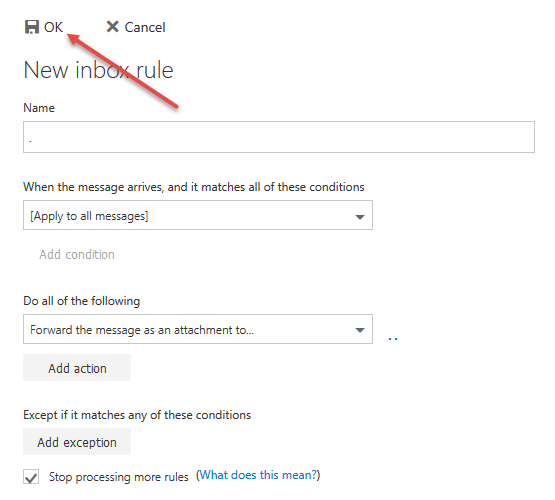 OK Cancel
New inbox rule
Name
.
When the message arrives, and it matches all of these conditions
[Apply to all messages]
Add condition
Do all of the following
Forward the message as an attachment to... ..
Add action
Except if it matches any of these conditions
Add exception
Stop processing more rules (What does this mean?)